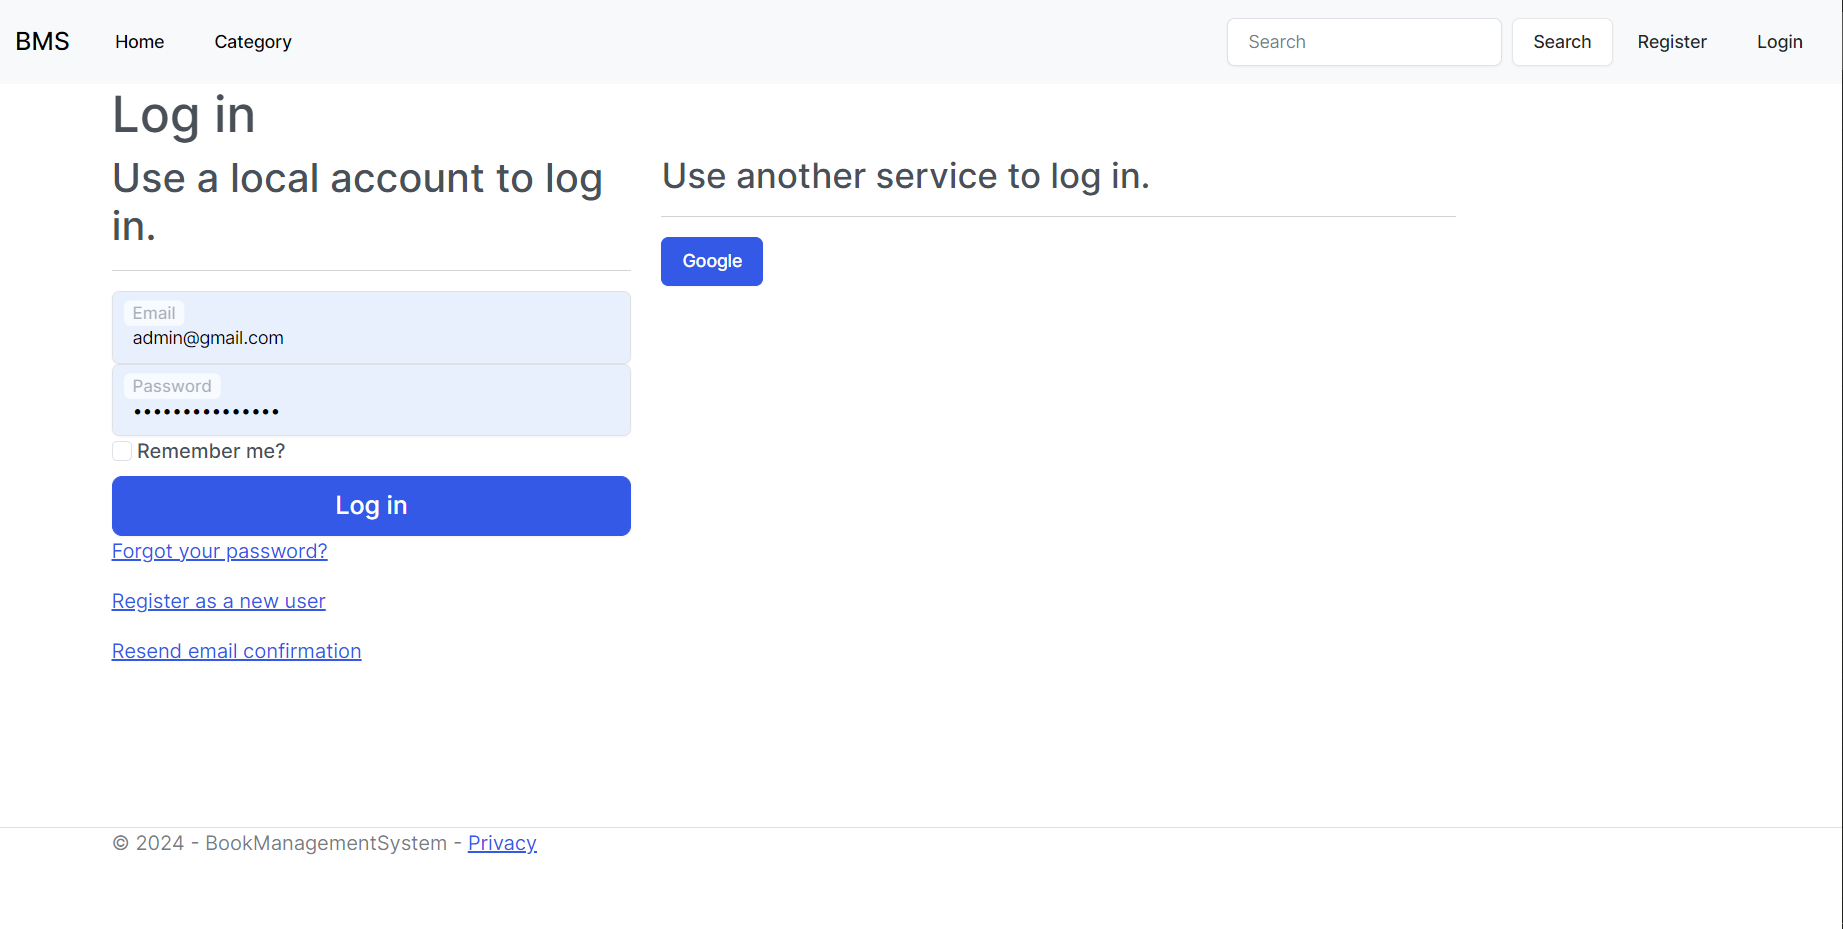 BMS Home Category Search Search Register Login
Log in
Use a local account to log
in.
Use another service to log in.
Google
Email
admin@gmail.com
Password
•••••••••••••••
Remember me?
Log in
Forgot your password?
Register as a new user
Resend email confirmation
© 2024 - BookManagementSystem - Privacy